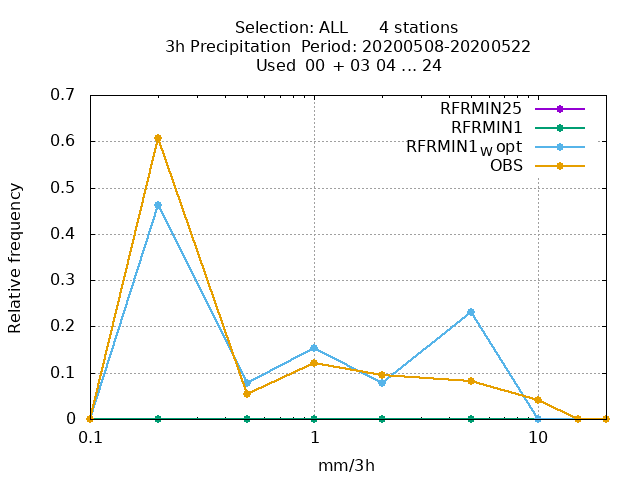 Selection: ALL 4 stations
3h Precipitation Period: 20200508-20200522
Used 00 + 03 04 ... 24
RFRMIN25
RFRMIN1
RFRMIN1w opt
OBS
0.7
0.6
0.5
0.4
0.3
0.2
0.1
0
Relative frequency
0.1 1 10
mm/3h